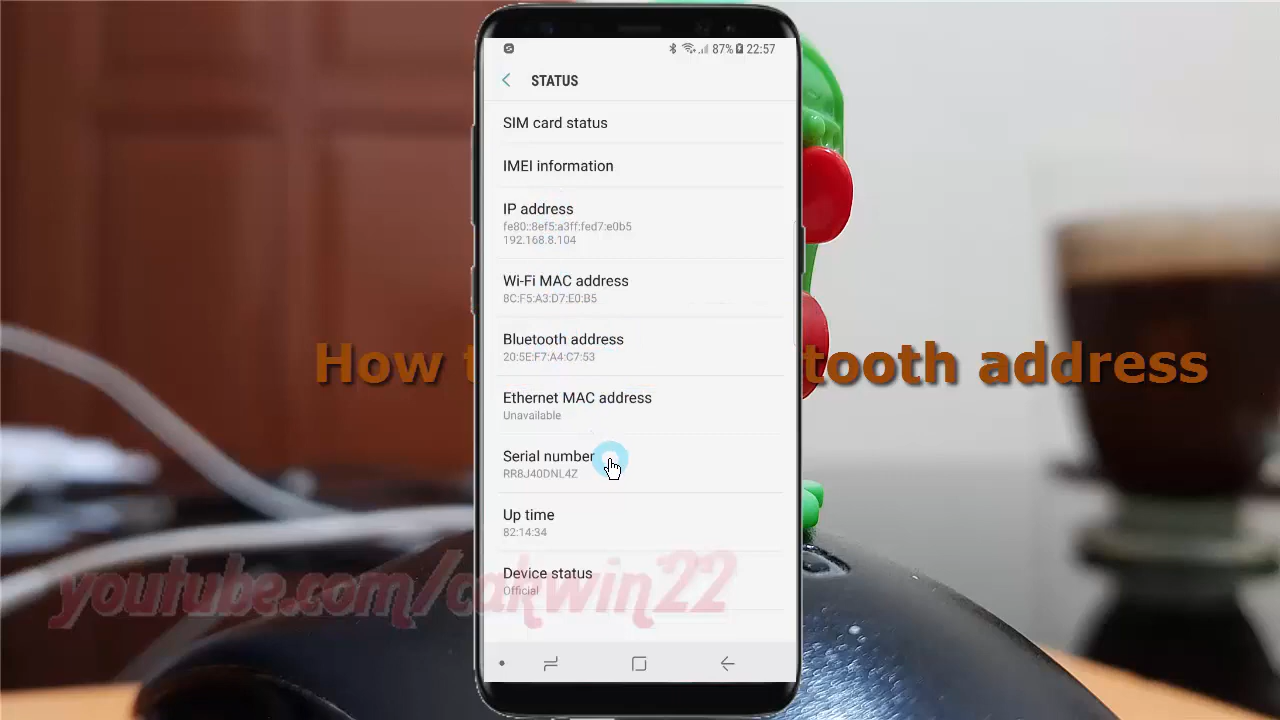 87% 22:57
STATUS
SIM card status
IMEI information
IP address
fe80::8ef5:a3ff:fed7:e0b5
192.168.8.104
Wi-Fi MAC address
8C:F5:A3:D7:E0:B5
Bluetooth address
20:5E:F7:A4:C7:53
How t tooth address
Ethernet MAC address
Unavailable
Serial number
RR8J40DNL4Z
Up time
82:14:34
Device status
Official
youtube.com/cakwin22